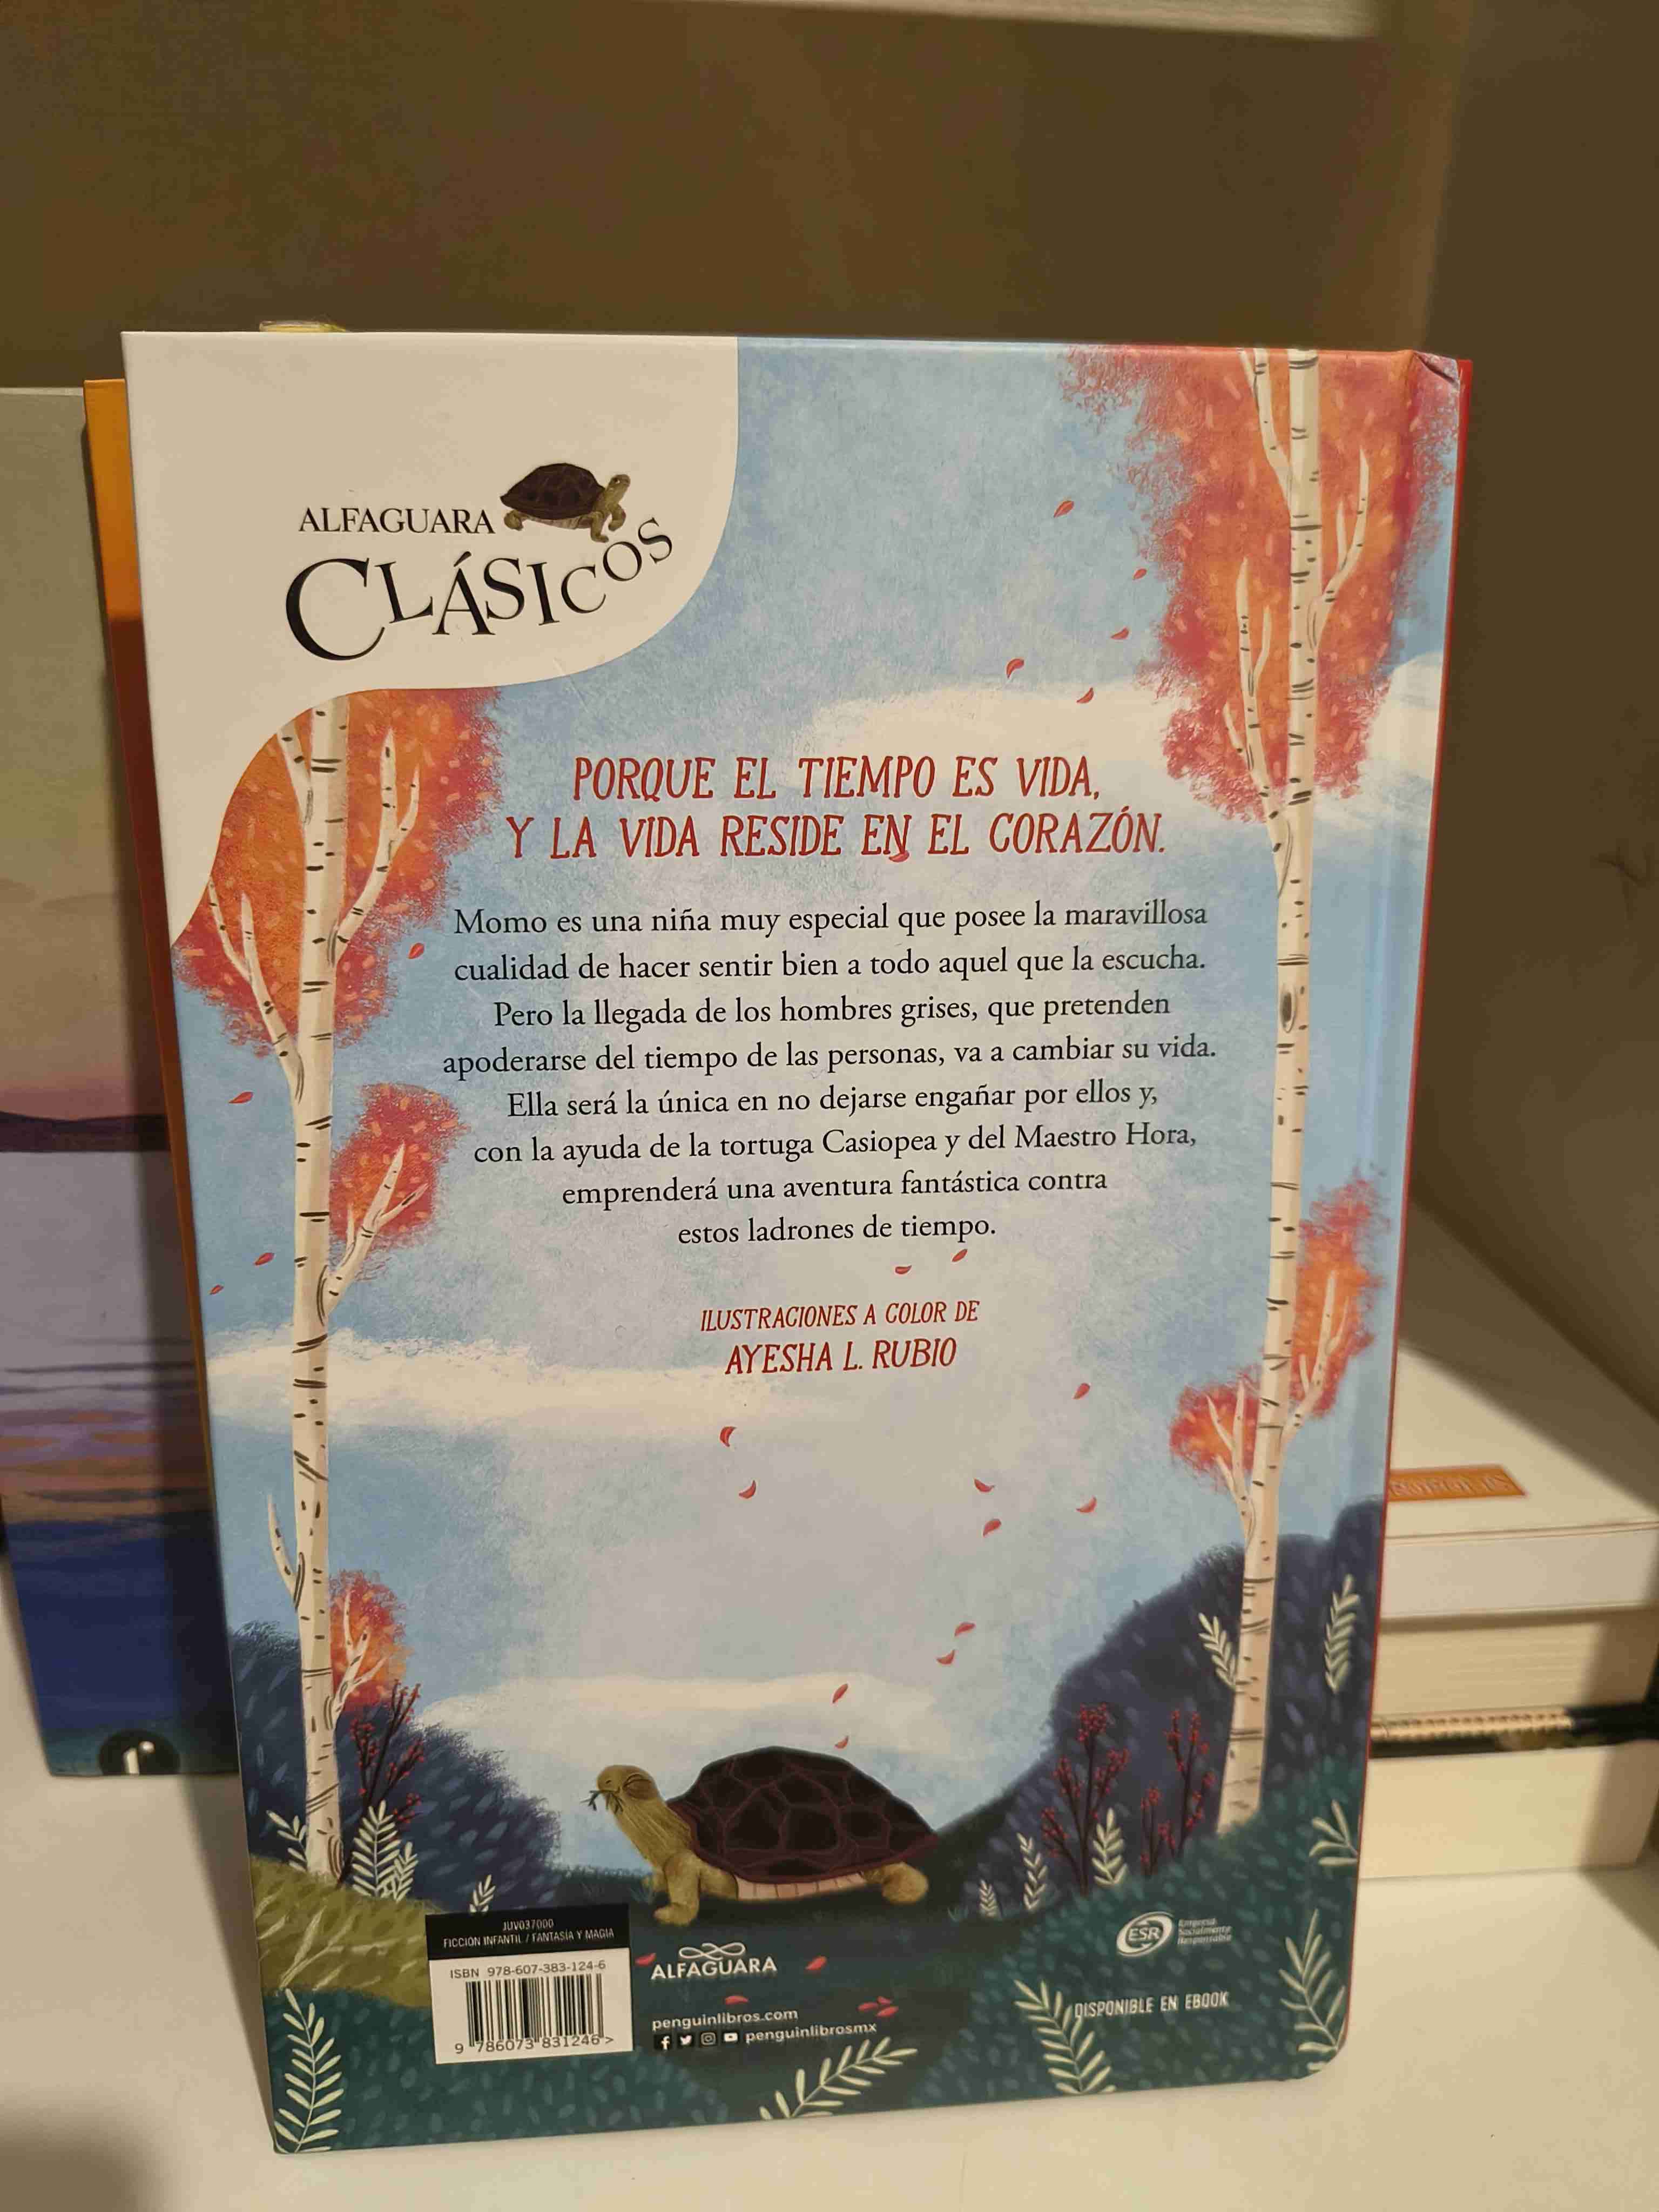 ALFAGUARA
CLÁSICOS
PORQUE EL TIEMPO ES VIDA,
Y LA VIDA RESIDE EN EL CORAZÓN.
Momo es una niña muy especial que posee la maravillosa
cualidad de hacer sentir bien a todo aquel que la escucha.
Pero la llegada de los hombres grises, que pretenden
apoderarse del tiempo de las personas, va a cambiar su vida.
Ella será la única en no dejarse engañar por ellos y,
con la ayuda de la tortuga Casiopea y del Maestro Hora,
emprenderá una aventura fantástica contra
estos ladrones de tiempo.
ILUSTRACIONES A COLOR DE
AYESHA L. RUBIO
JUV037000
FICCIÓN INFANTIL / FANTASÍA Y MAGIA
ISBN 978-607-383-124-6
9 786073 831246 >
ALFAGUARA
penguinlibros.com
penguinlibrosmx
ESR
Empresa
Socialmente
Responsable
DISPONIBLE EN EBOOK